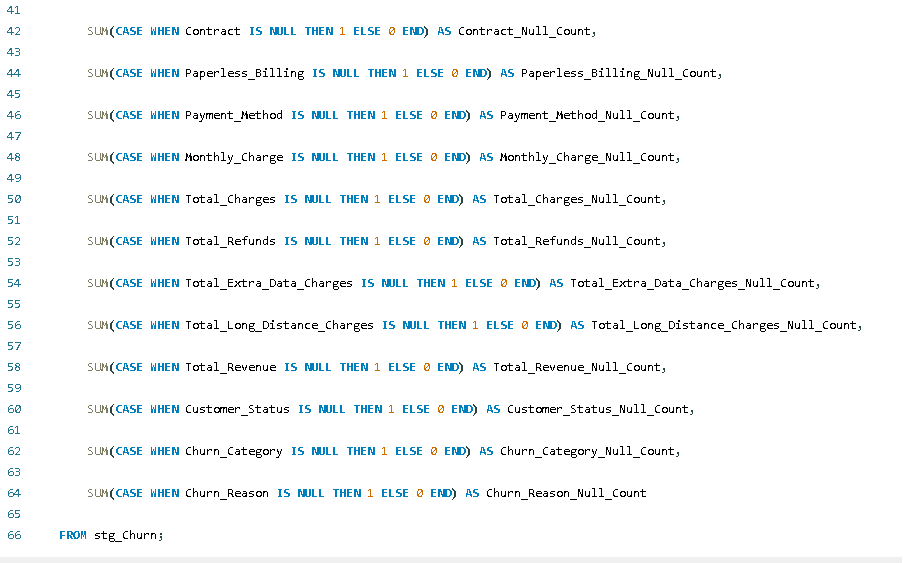 41
42 SUM(CASE WHEN Contract IS NULL THEN 1 ELSE 0 END) AS Contract_Null_Count,
43
44 SUM(CASE WHEN Paperless_Billing IS NULL THEN 1 ELSE 0 END) AS Paperless_Billing_Null_Count,
45
46 SUM(CASE WHEN Payment_Method IS NULL THEN 1 ELSE 0 END) AS Payment_Method_Null_Count,
47
48 SUM(CASE WHEN Monthly_Charge IS NULL THEN 1 ELSE 0 END) AS Monthly_Charge_Null_Count,
49
50 SUM(CASE WHEN Total_Charges IS NULL THEN 1 ELSE 0 END) AS Total_Charges_Null_Count,
51
52 SUM(CASE WHEN Total_Refunds IS NULL THEN 1 ELSE 0 END) AS Total_Refunds_Null_Count,
53
54 SUM(CASE WHEN Total_Extra_Data_Charges IS NULL THEN 1 ELSE 0 END) AS Total_Extra_Data_Charges_Null_Count,
55
56 SUM(CASE WHEN Total_Long_Distance_Charges IS NULL THEN 1 ELSE 0 END) AS Total_Long_Distance_Charges_Null_Count,
57
58 SUM(CASE WHEN Total_Revenue IS NULL THEN 1 ELSE 0 END) AS Total_Revenue_Null_Count,
59
60 SUM(CASE WHEN Customer_Status IS NULL THEN 1 ELSE 0 END) AS Customer_Status_Null_Count,
61
62 SUM(CASE WHEN Churn_Category IS NULL THEN 1 ELSE 0 END) AS Churn_Category_Null_Count,
63
64 SUM(CASE WHEN Churn_Reason IS NULL THEN 1 ELSE 0 END) AS Churn_Reason_Null_Count
65
66 FROM stg_Churn;